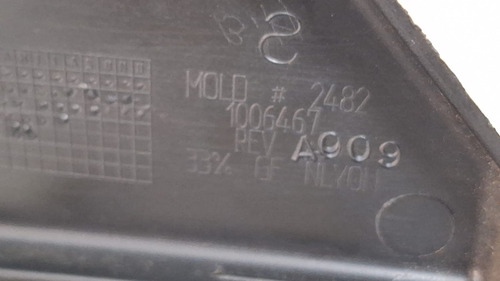 S
MOLD # 2482
1006467
REV A909
33% GF NLYON